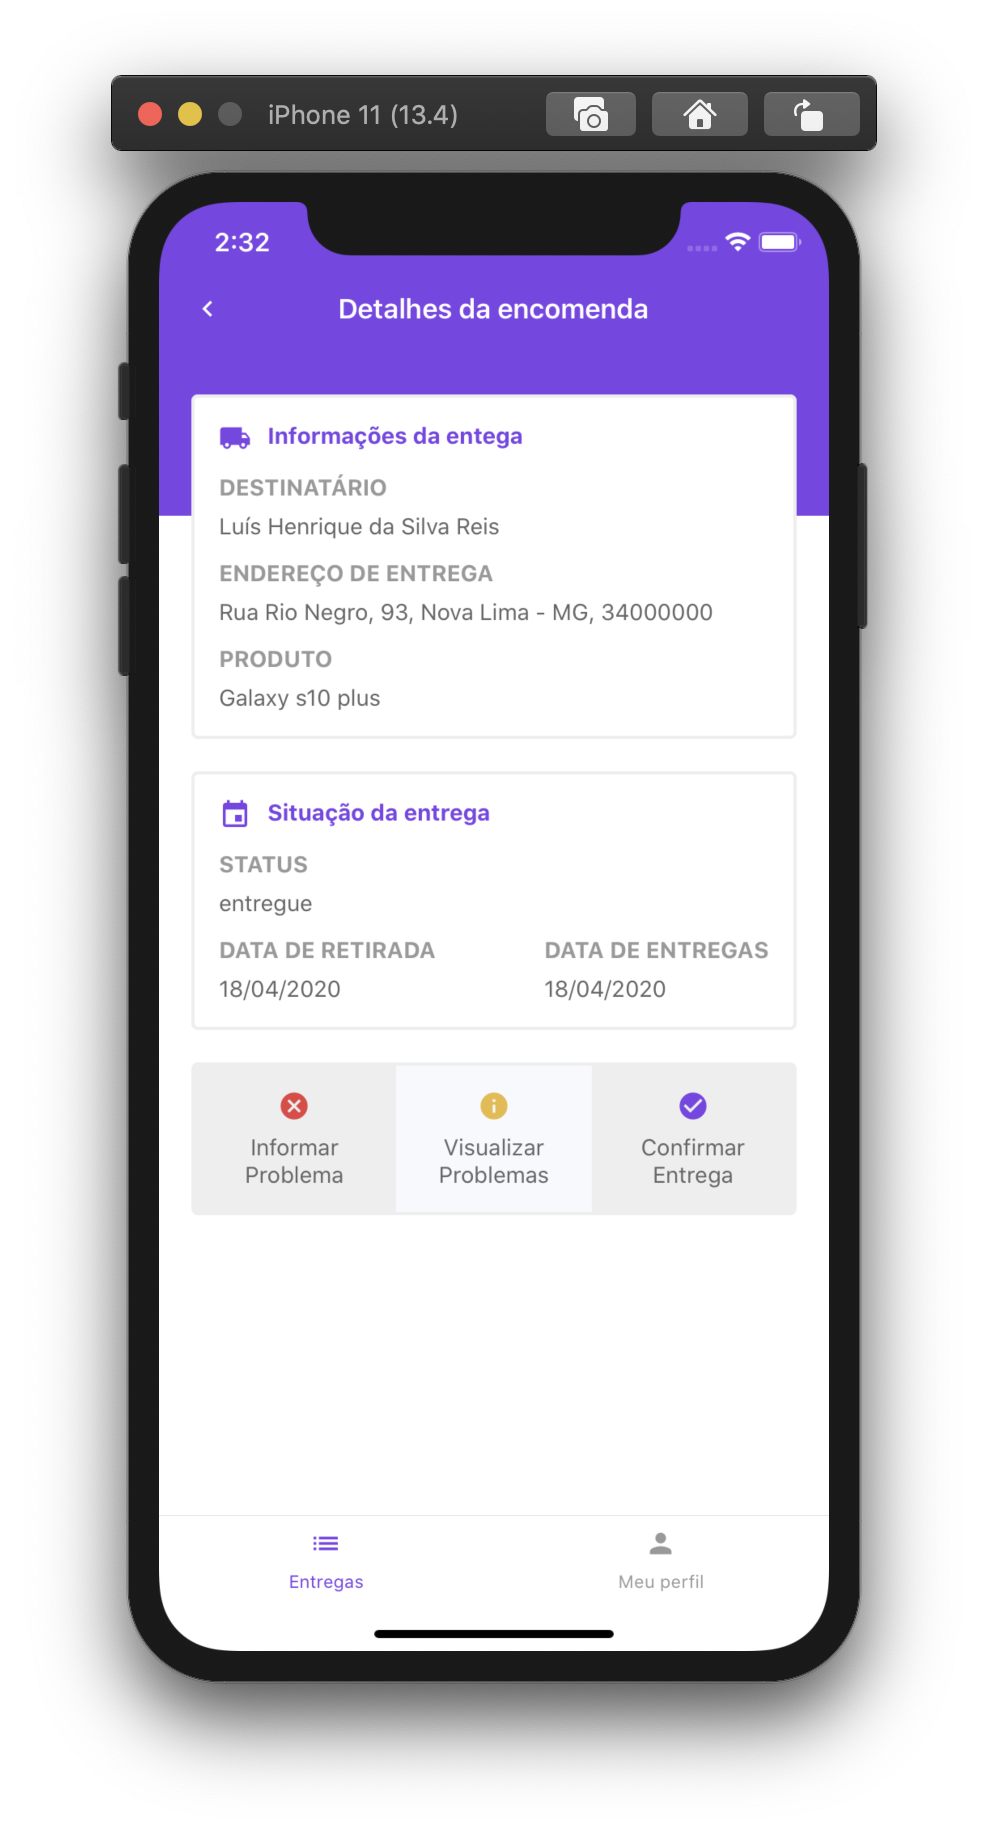 iPhone 11 (13.4)
2:32
Detalhes da encomenda
Informações da entega
DESTINATÁRIO
Luís Henrique da Silva Reis
ENDEREÇO DE ENTREGA
Rua Rio Negro, 93, Nova Lima - MG, 34000000
PRODUTO
Galaxy s10 plus
Situação da entrega
STATUS
entregue
DATA DE RETIRADA
18/04/2020
DATA DE ENTREGAS
18/04/2020
Informar
Problema
Visualizar
Problemas
Confirmar
Entrega
Entregas
Meu perfil